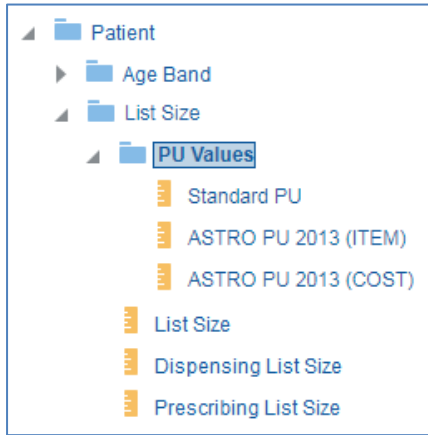 Patient
Age Band
List Size
PU Values
Standard PU
ASTRO PU 2013 (ITEM)
ASTRO PU 2013 (COST)
List Size
Dispensing List Size
Prescribing List Size